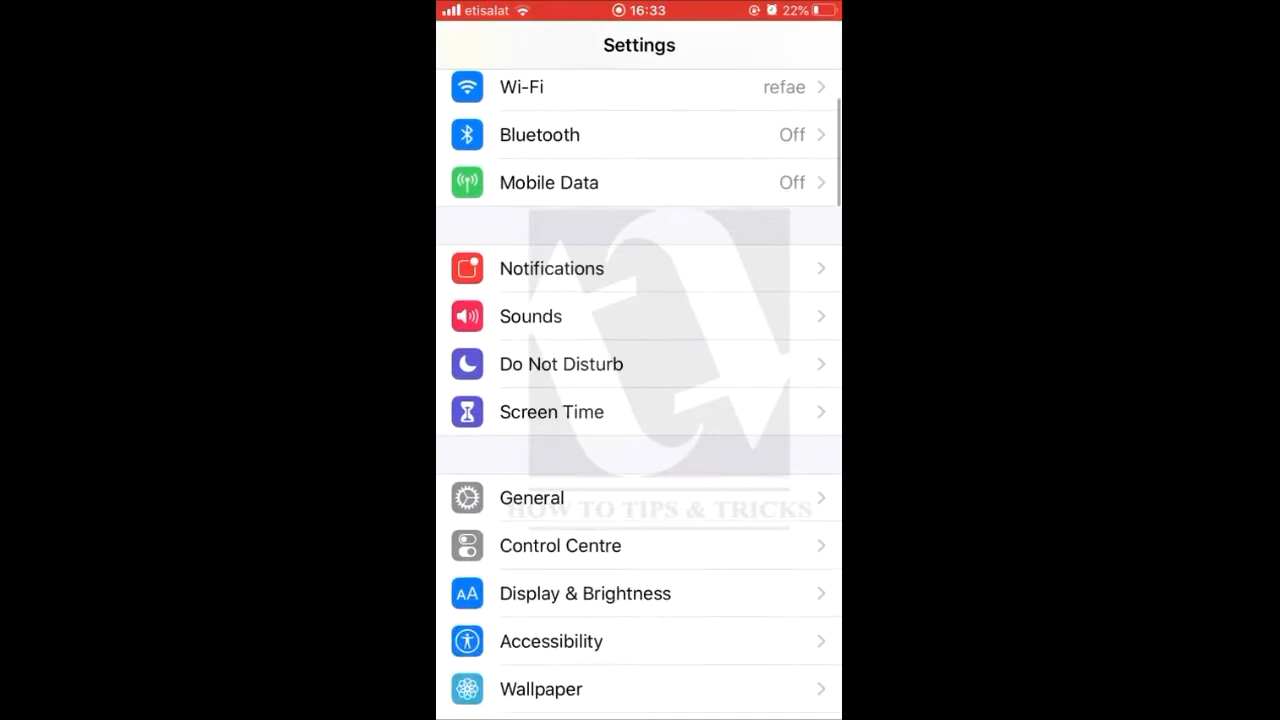 etisalat 16:33 22%
Settings
Wi-Fi refae
Bluetooth Off
Mobile Data Off
Notifications
Sounds
Do Not Disturb
Screen Time
General
HOW TO TIPS & TRICKS
Control Centre
AA Display & Brightness
Accessibility
Wallpaper